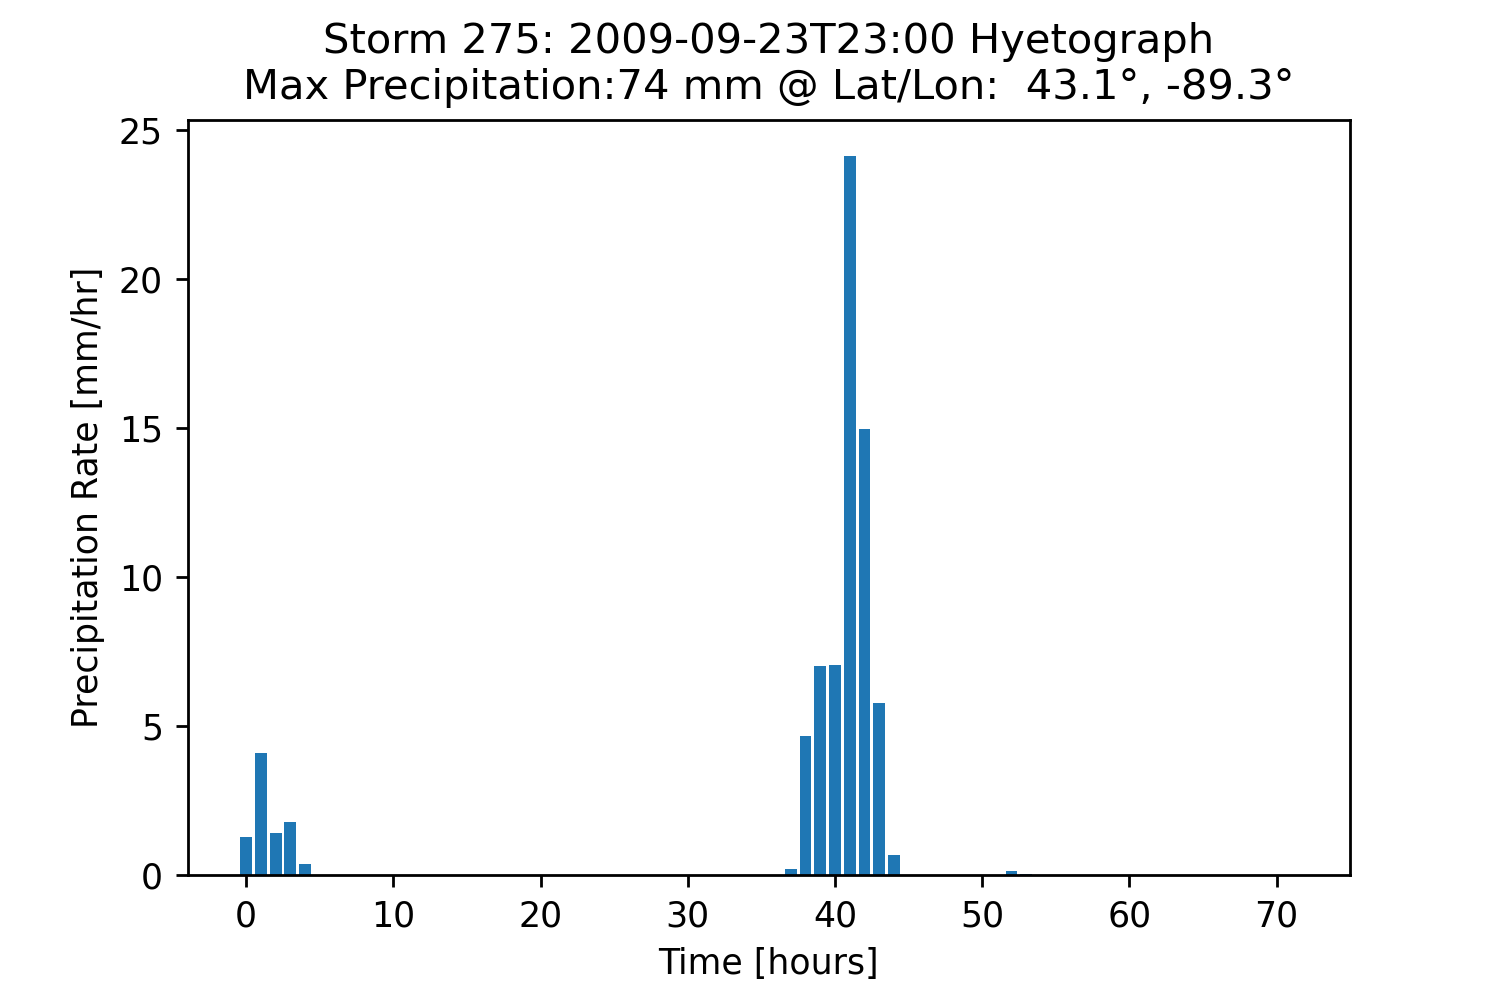 Storm 275: 2009-09-23T23:00 Hyetograph
Max Precipitation:74 mm @ Lat/Lon:  43.1°, -89.3°
25
20
15
10
5
0
Precipitation Rate [mm/hr]
0 10 20 30 40 50 60 70
Time [hours]